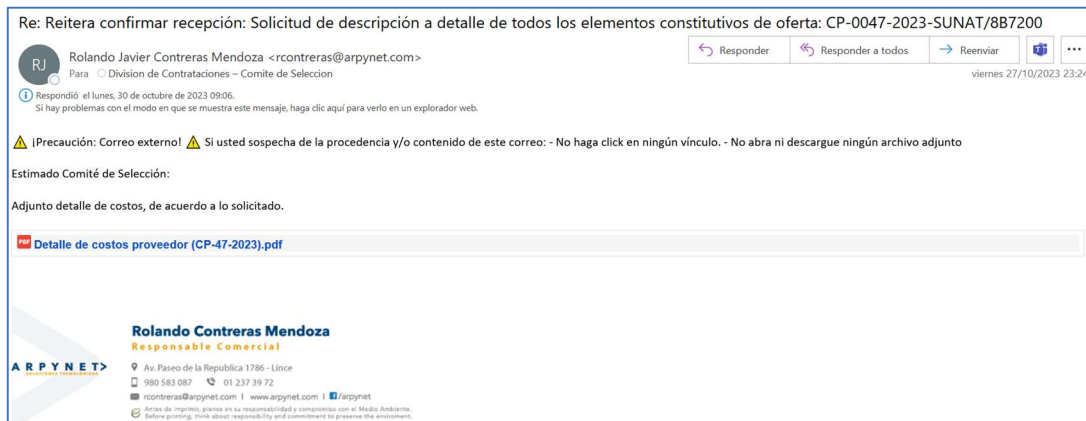 Re: Reitera confirmar recepción: Solicitud de descripción a detalle de todos los elementos constitutivos de oferta: CP-0047-2023-SUNAT/8B7200
RJ
Rolando Javier Contreras Mendoza <rcontreras@arpynet.com>
Para Division de Contrataciones – Comite de Seleccion
Responder
Responder a todos
Reenviar
viernes 27/10/2023 23:24
Respondió el lunes, 30 de octubre de 2023 09:06.
Si hay problemas con el modo en que se muestra este mensaje, haga clic aquí para verlo en un explorador web.
¡Precaución: Correo externo! Si usted sospecha de la procedencia y/o contenido de este correo: - No haga click en ningún vínculo. - No abra ni descargue ningún archivo adjunto
Estimado Comité de Selección:
Adjunto detalle de costos, de acuerdo a lo solicitado.
PDF Detalle de costos proveedor (CP-47-2023).pdf
Rolando Contreras Mendoza
Responsable Comercial
ARPYNET>
SOLUCIONES TECNOLÓGICAS
Av. Paseo de la Republica 1786 - Lince
980 583 087 01 237 39 72
rcontreras@arpynet.com | www.arpynet.com | /arpynet
Antes de Imprimir, piense en su responsabilidad y compromiso con el Medio Ambiente.
Before printing, think about responsibility and commitment to preserve the enviroment.